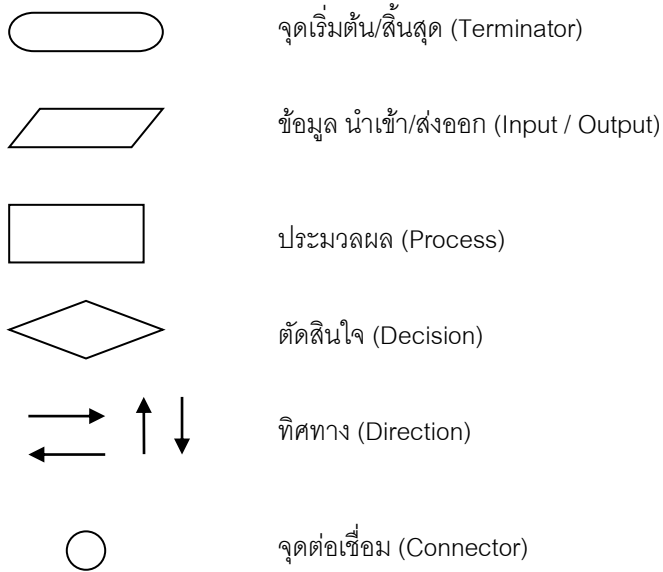 จุดเริ่มต้น/สิ้นสุด (Terminator)
ข้อมูล นำเข้า/ส่งออก (Input / Output)
ประมวลผล (Process)
ตัดสินใจ (Decision)
ทิศทาง (Direction)
จุดต่อเชื่อม (Connector)